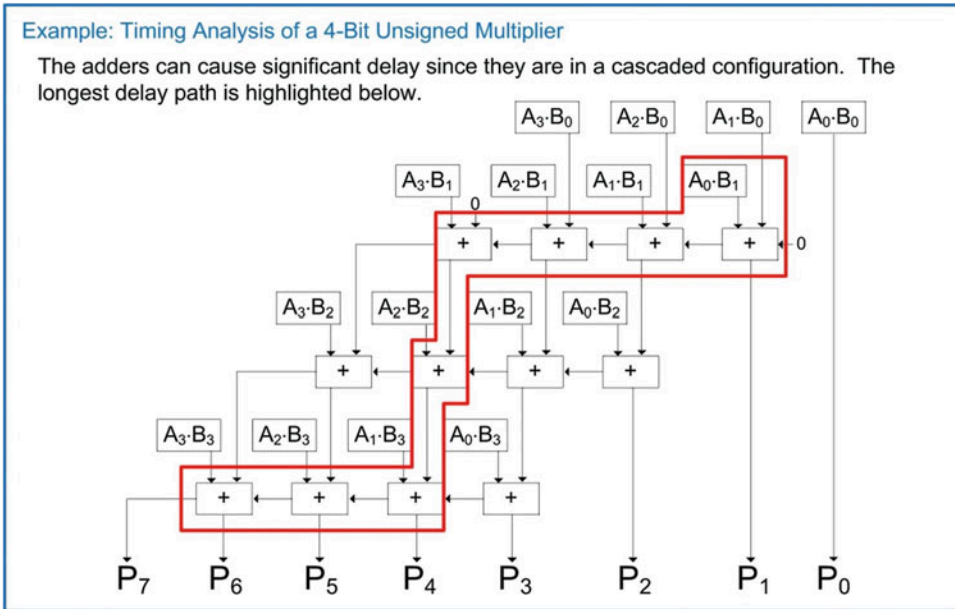 Example: Timing Analysis of a 4-Bit Unsigned Multiplier
The adders can cause significant delay since they are in a cascaded configuration.  The
longest delay path is highlighted below.
A₃·B₀ A₂·B₀ A₁·B₀ A₀·B₀
A₃·B₁ A₂·B₁ A₁·B₁ A₀·B₁
0
+ + + + 0
A₃·B₂ A₂·B₂ A₁·B₂ A₀·B₂
+ + + +
A₃·B₃ A₂·B₃ A₁·B₃ A₀·B₃
+ + + +
P₇ P₆ P₅ P₄ P₃ P₂ P₁ P₀